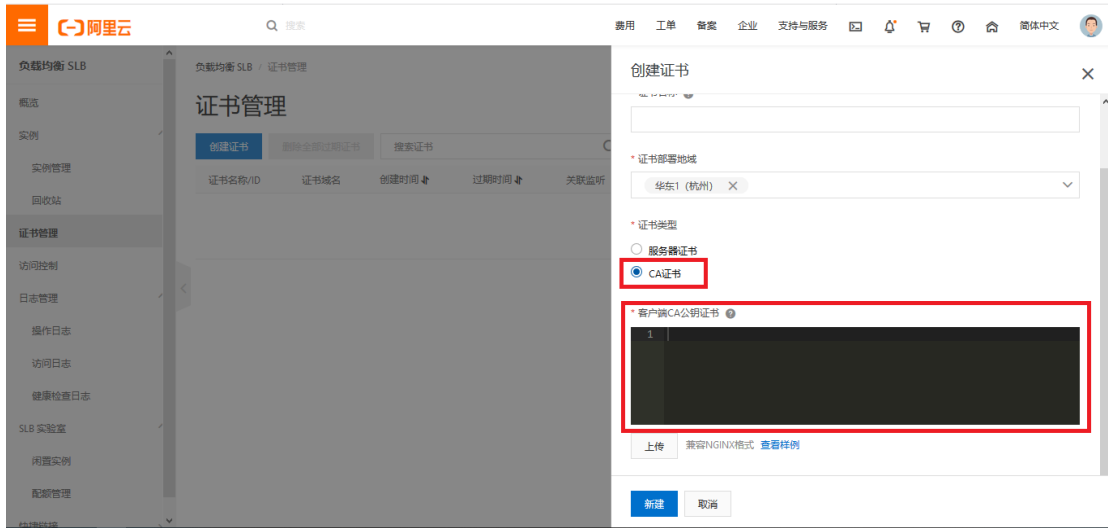 阿里云
搜索
费用 工单 备案 企业 支持与服务 简体中文
负载均衡 SLB
概览
实例
实例管理
回收站
证书管理
访问控制
日志管理
操作日志
访问日志
健康检查日志
SLB 实验室
闲置实例
配额管理
快捷链接
负载均衡 SLB / 证书管理
证书管理
创建证书 删除全部过期证书 搜索证书
证书名称/ID 证书域名 创建时间 过期时间 关联监听
创建证书
证书名称
* 证书部署地域
华东1 (杭州)
* 证书类型
服务器证书
CA证书
* 客户端CA公钥证书
1
上传 兼容NGINX格式 查看样例
新建 取消